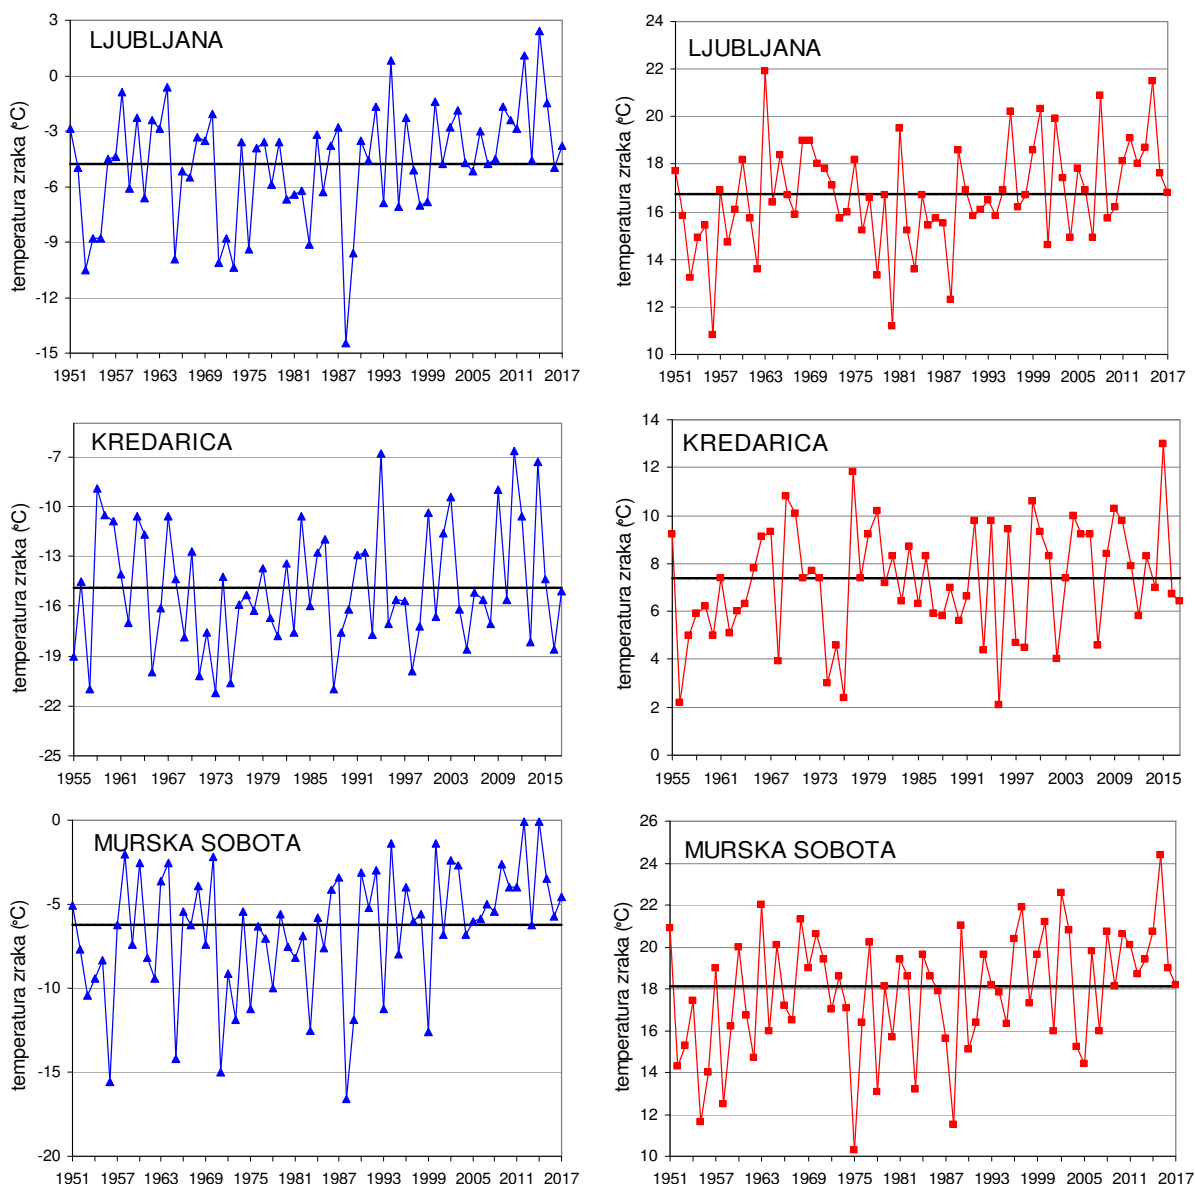 LJUBLJANA
temperatura zraka (°C)
3
0
-3
-6
-9
-12
-15
1951 1957 1963 1969 1975 1981 1987 1993 1999 2005 2011 2017
LJUBLJANA
temperatura zraka (°C)
24
22
20
18
16
14
12
10
1951 1957 1963 1969 1975 1981 1987 1993 1999 2005 2011 2017
KREDARICA
temperatura zraka (°C)
-7
-10
-13
-16
-19
-22
-25
1955 1961 1967 1973 1979 1985 1991 1997 2003 2009 2015
KREDARICA
temperatura zraka (°C)
14
12
10
8
6
4
2
0
1955 1961 1967 1973 1979 1985 1991 1997 2003 2009 2015
MURSKA SOBOTA
temperatura zraka (°C)
0
-5
-10
-15
-20
1951 1957 1963 1969 1975 1981 1987 1993 1999 2005 2011 2017
MURSKA SOBOTA
temperatura zraka (°C)
26
24
22
20
18
16
14
12
10
1951 1957 1963 1969 1975 1981 1987 1993 1999 2005 2011 2017